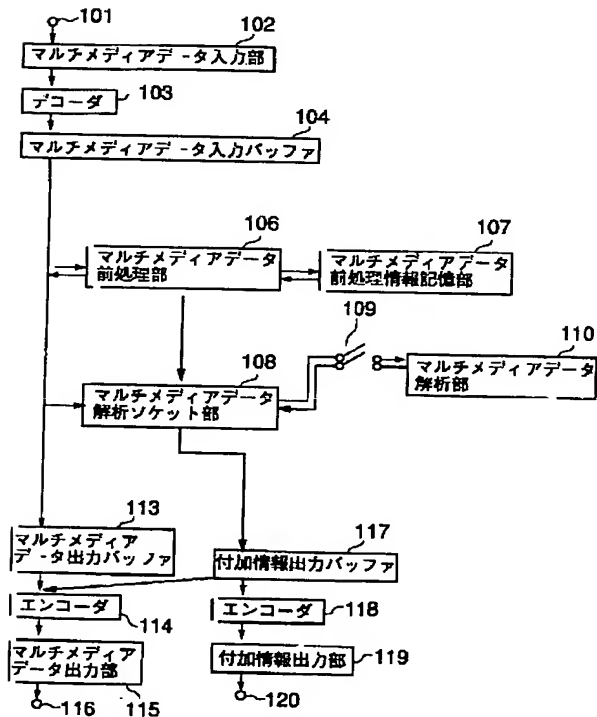 101
102
マルチメディアデータ入力部
103
デコーダ
104
マルチメディアデータ入力バッファ
106
マルチメディアデータ
前処理部
107
マルチメディアデータ
前処理情報記憶部
109
110
マルチメディアデータ
解析部
108
マルチメディアデータ
解析ソケット部
113
マルチメディア
データ出力バッファ
117
付加情報出力バッファ
エンコーダ
114
エンコーダ
118
マルチメディア
データ出力部
付加情報出力部
119
116
115
120